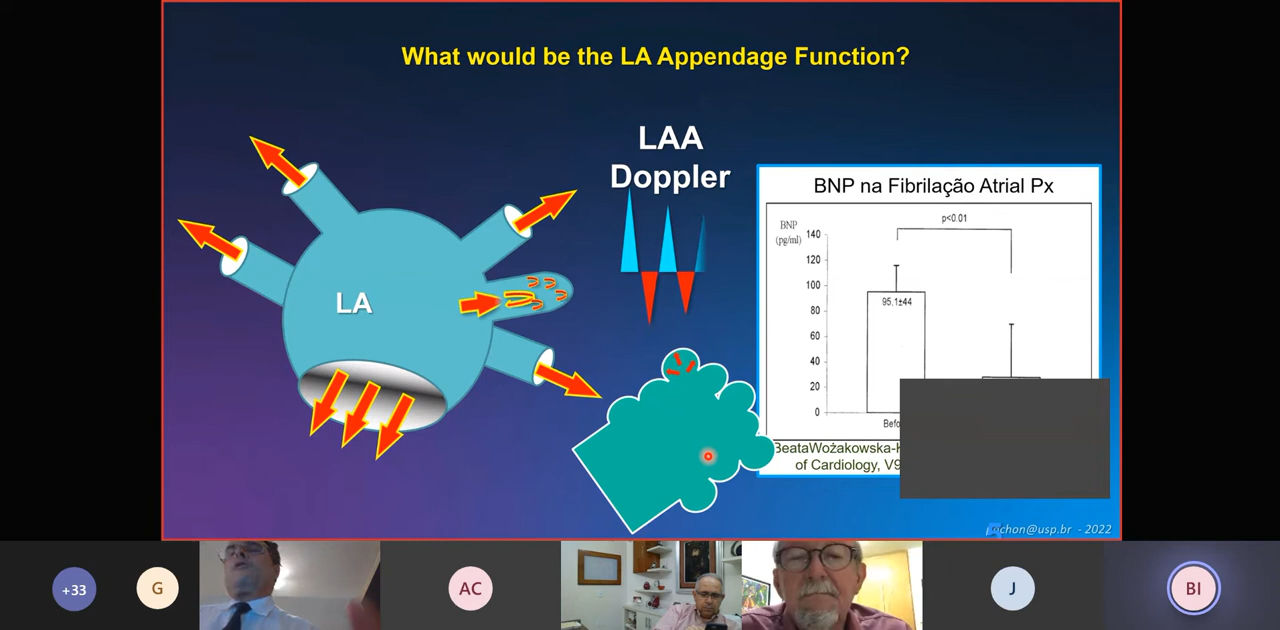 What would be the LA Appendage Function?
LAA
Doppler
LA
BNP na Fibrilação Atrial Px
p<0.01
BNP
(pg/ml)
140
120
100
80
60
40
20
0
95.1±44
Befo
BeataWożakowska-K
of Cardiology, V9
chon@usp.br - 2022
+33
G
AC
J
BI